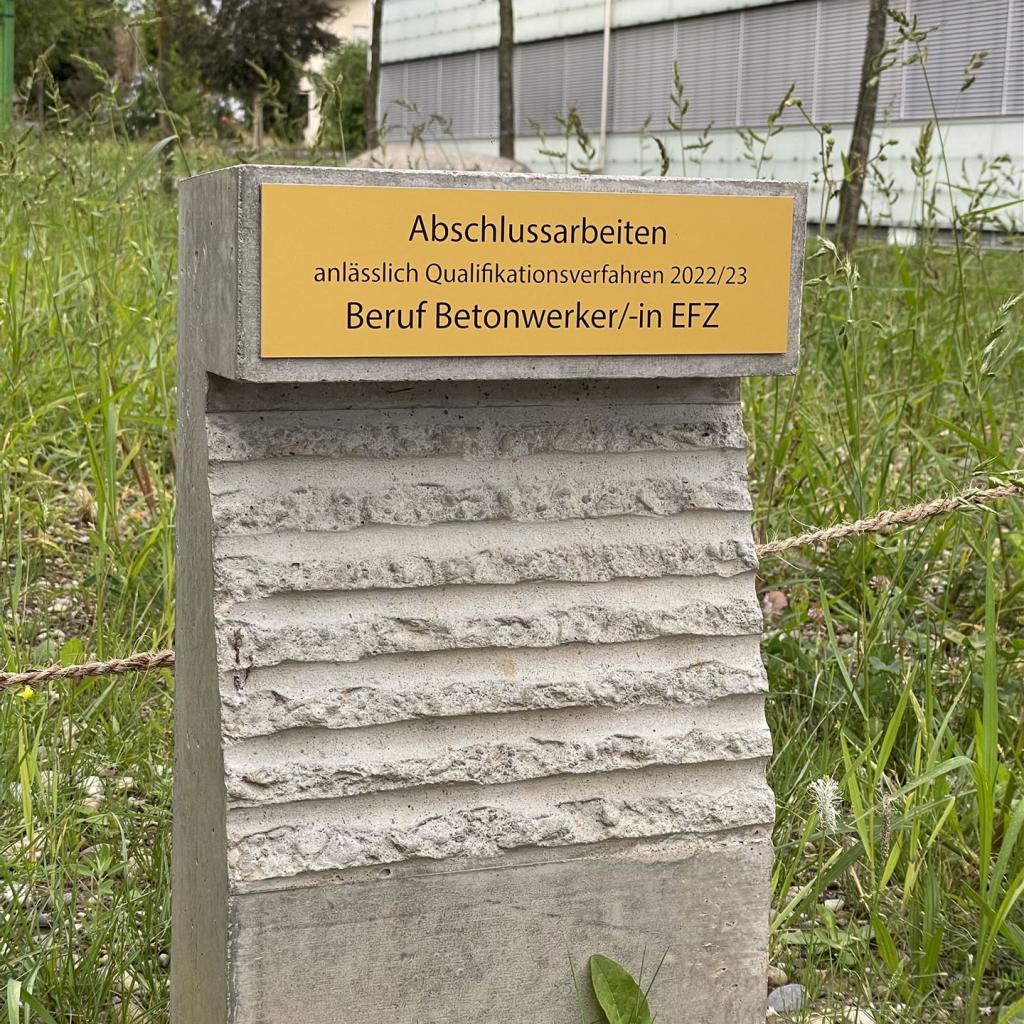 Abschlussarbeiten
anlässlich Qualifikationsverfahren 2022/23
Beruf Betonwerker/-in EFZ